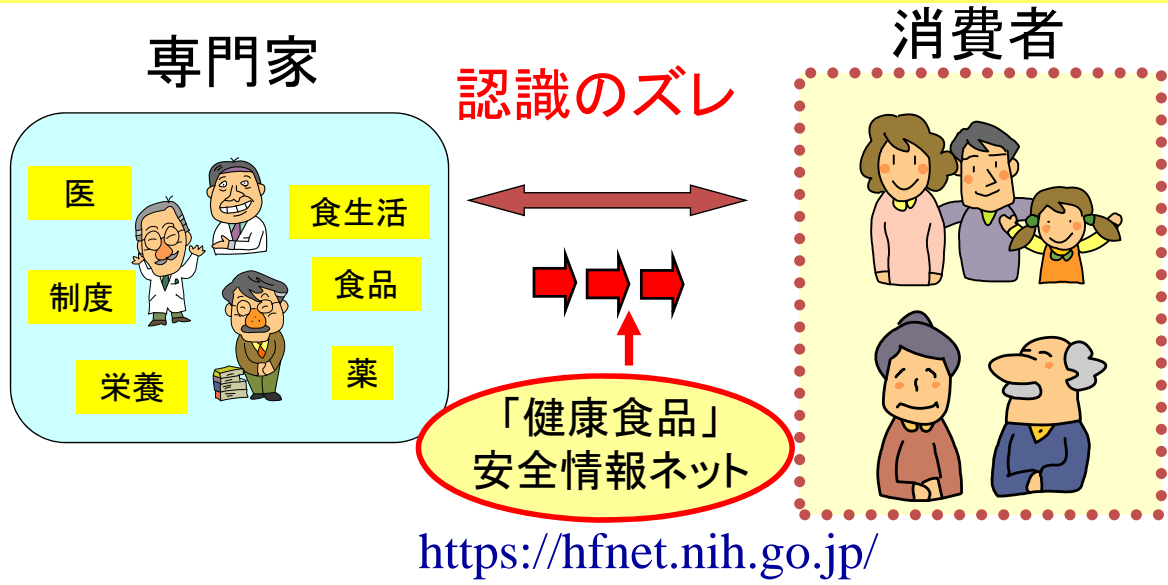 専門家
消費者
認識のズレ
医
食生活
制度
食品
栄養
薬
「健康食品」
安全情報ネット
https://hfnet.nih.go.jp/